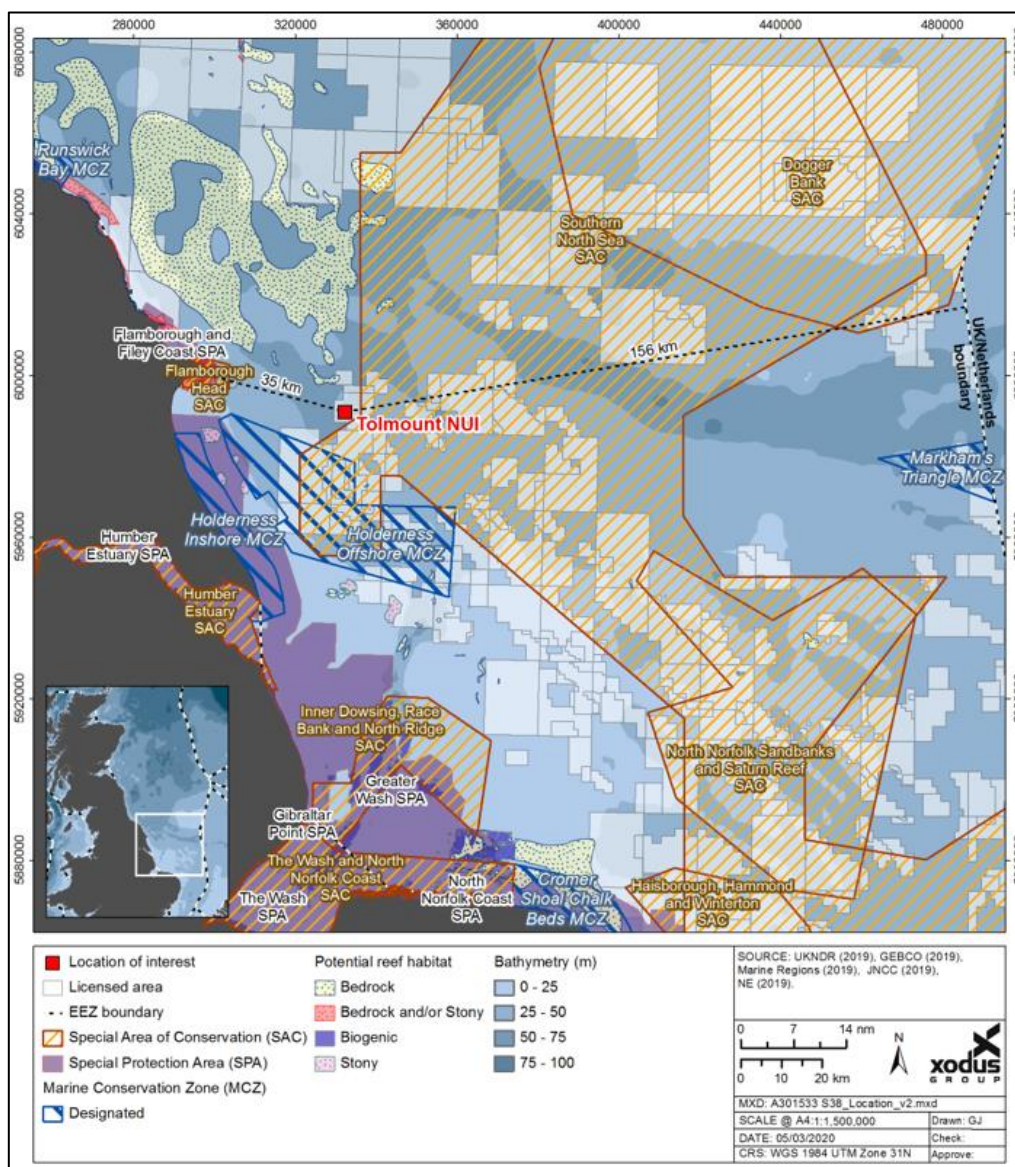 280000
320000
360000
400000
440000
480000
6080000
6040000
6000000
5960000
5920000
5880000
Runswick
Bay MCZ
Dogger
Bank
SAC
Southern
North Sea
SAC
Flamborough and
Filey Coast SPA
Flamborough
Head
SAC
35 km
156 km
UK/Netherlands
boundary
Tolmount NUI
Markham's
Triangle MCZ
Holderness
Inshore MCZ
Holderness
Offshore MCZ
Humber
Estuary SPA
Humber
Estuary
SAC
Inner Dowsing, Race
Bank and North Ridge
SAC
North Norfolk Sandbanks
and Saturn Reef
SAC
Greater
Wash SPA
Gibraltar
Point SPA
The Wash and North
Norfolk Coast
SAC
The Wash
SPA
North
Norfolk Coast
SPA
Cromer
Shoal Chalk
Beds MCZ
Haisborough, Hammond
and Winterton
SAC
Location of interest
Licensed area
EEZ boundary
Special Area of Conservation (SAC)
Special Protection Area (SPA)
Marine Conservation Zone (MCZ)
Designated
Potential reef habitat
Bedrock
Bedrock and/or Stony
Biogenic
Stony
Bathymetry (m)
0 - 25
25 - 50
50 - 75
75 - 100
SOURCE: UKNDR (2019), GEBCO (2019),
Marine Regions (2019), JNCC (2019),
NE (2019).
0 7 14 nm
0 10 20 km
N
xodus
GROUP
MXD: A301533 S38_Location_v2.mxd
SCALE @ A4:1:1,500,000
Drawn: GJ
DATE: 05/03/2020
Check:
CRS: WGS 1984 UTM Zone 31N
Approve: